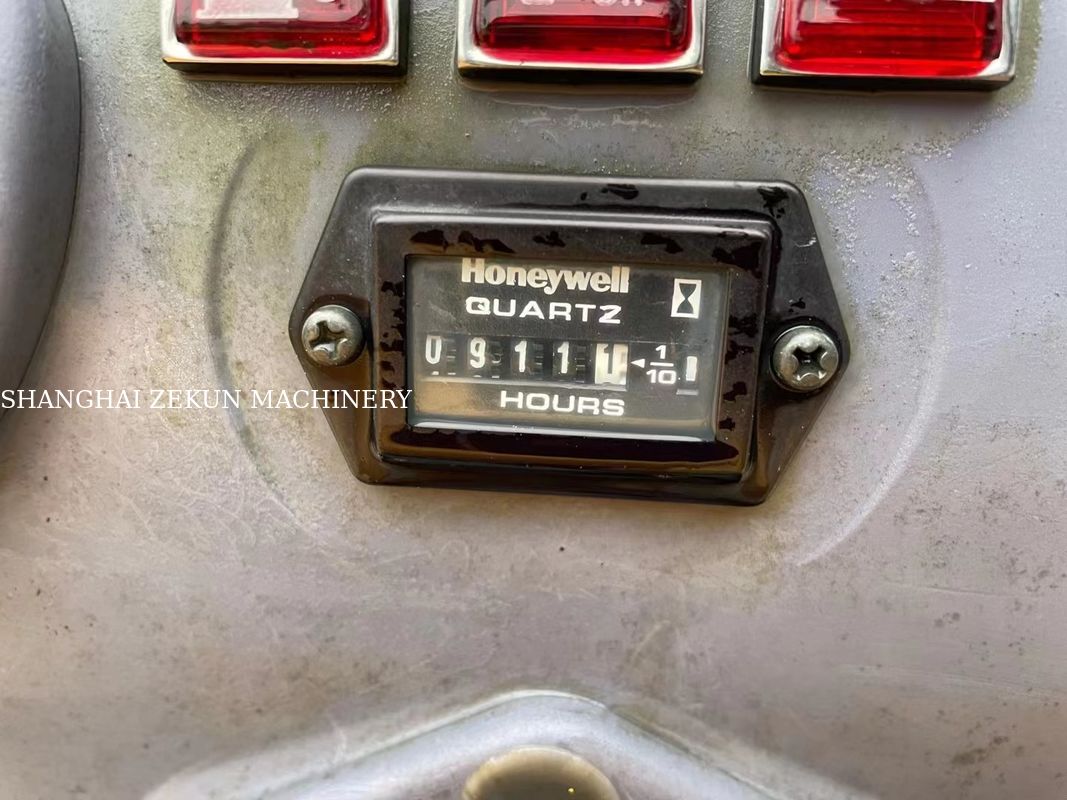 Honeywell
QUARTZ
0 9 1 1 1 ◄ 1/10
HOURS
SHANGHAI ZEKUN MACHINERY